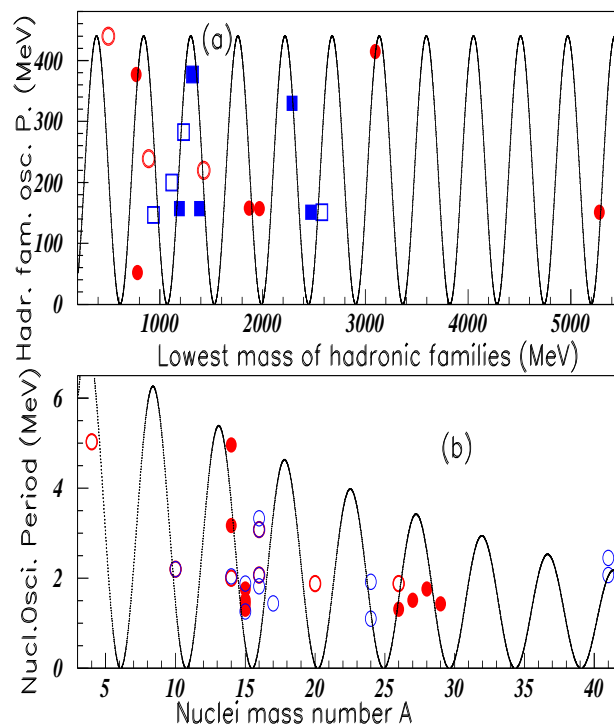 Hadr. fam. osc. P. (MeV)
400
300
200
100
0
(a)
1000 2000 3000 4000 5000
Lowest mass of hadronic families (MeV)
Nucl.Osci. Period (MeV)
6
4
2
0
(b)
5 10 15 20 25 30 35 40
Nuclei mass number A